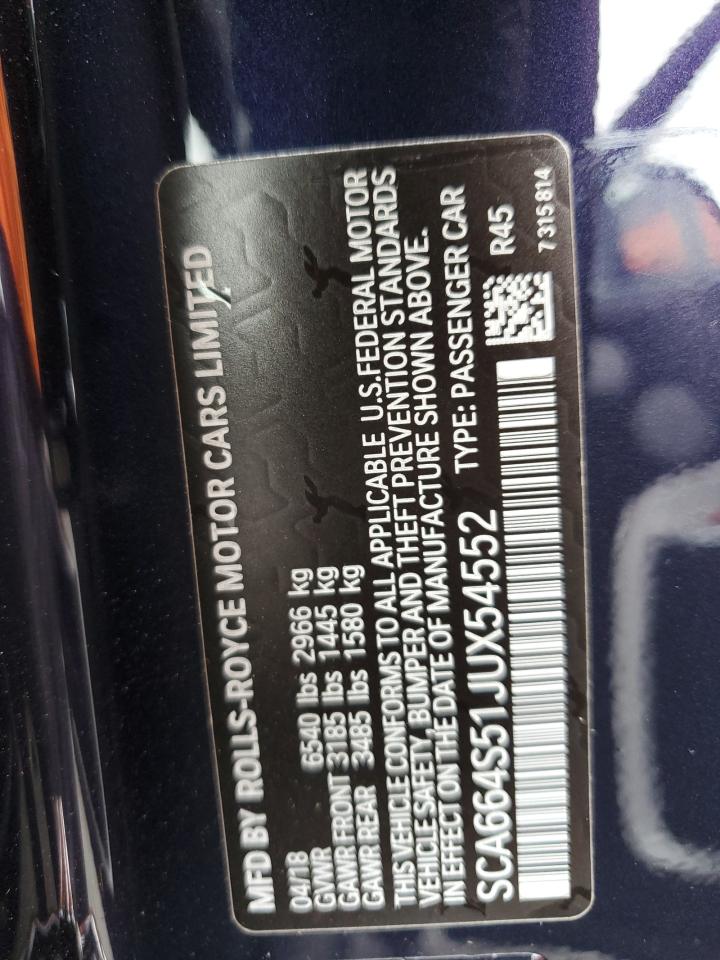 MFD BY ROLLS-ROYCE MOTOR CARS LIMITED
04/18
GVWR 6540 lbs 2966 kg
GAWR FRONT 3185 lbs 1445 kg
GAWR REAR 3485 lbs 1580 kg
THIS VEHICLE CONFORMS TO ALL APPLICABLE U.S.FEDERAL MOTOR
VEHICLE SAFETY, BUMPER AND THEFT PREVENTION STANDARDS
IN EFFECT ON THE DATE OF MANUFACTURE SHOWN ABOVE.
SCA664S51JUX54552 TYPE: PASSENGER CAR
R45
7315814